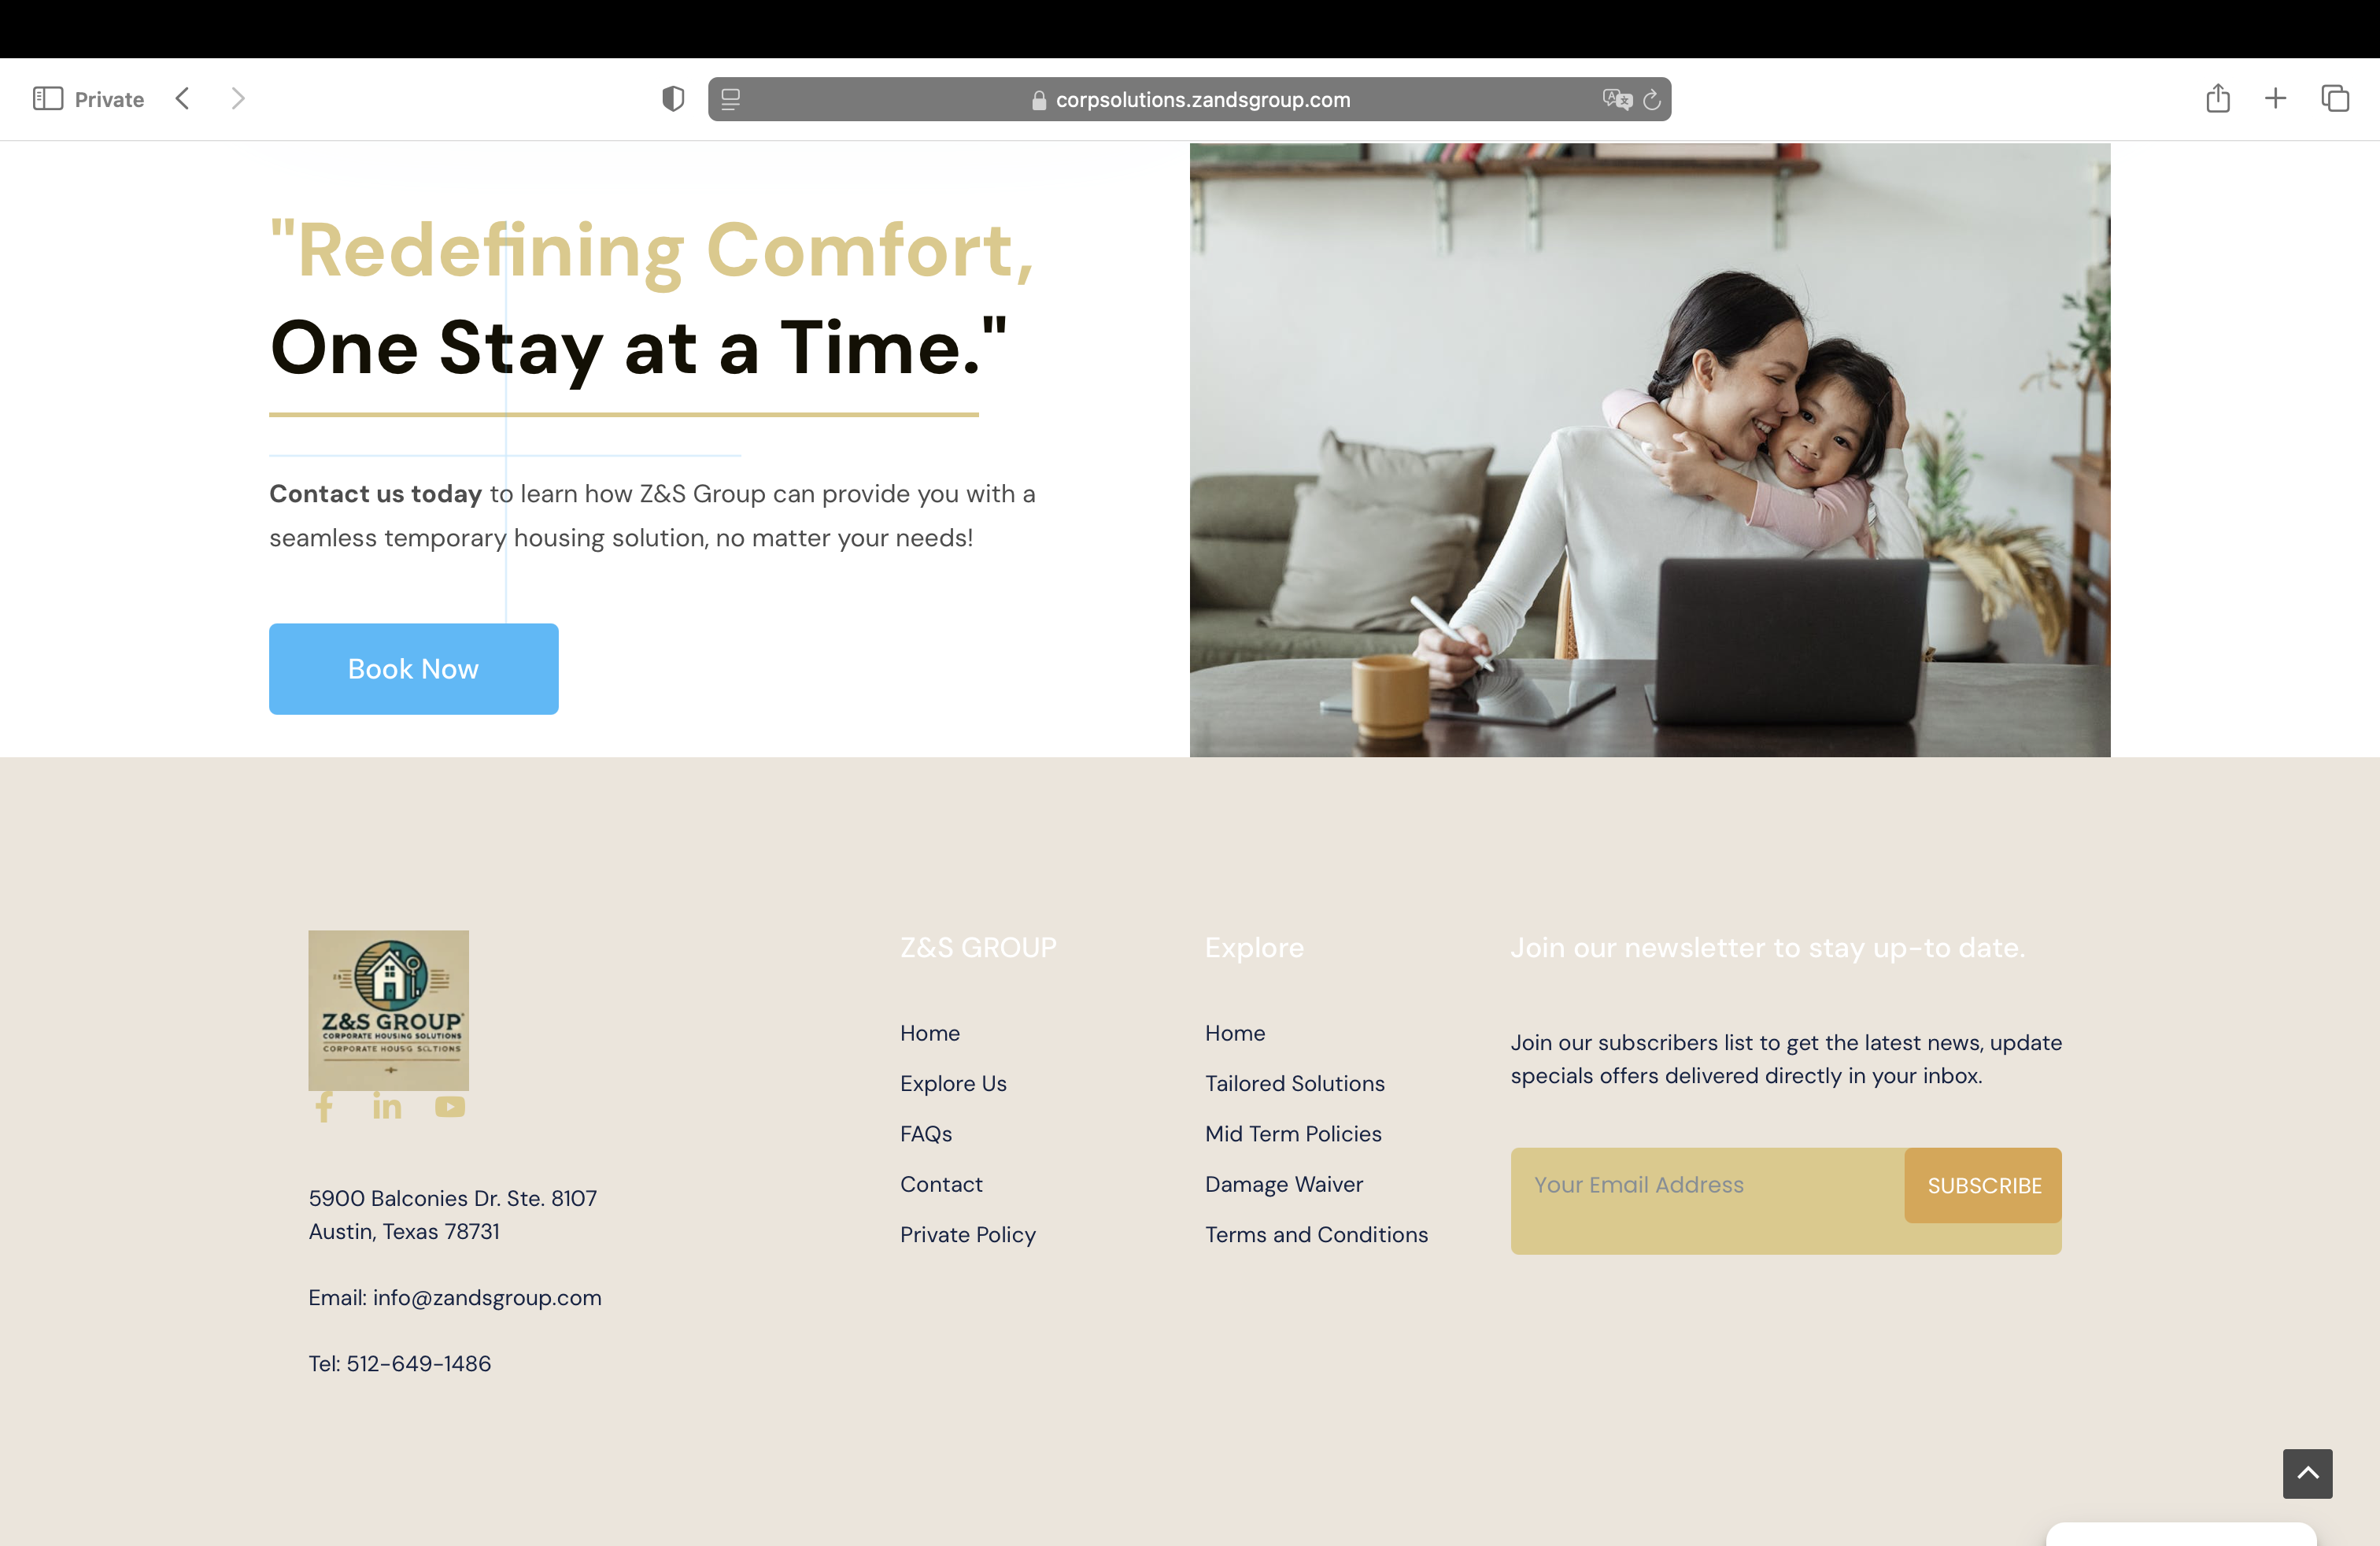 Private
corpsolutions.zandsgroup.com
"Redefining Comfort,
One Stay at a Time."
Contact us today to learn how Z&S Group can provide you with a
seamless temporary housing solution, no matter your needs!
Book Now
Z&S GROUP
CORPORATE HOUSING SOLUTIONS
CORPORATE HOUSG SOLTIONS
5900 Balconies Dr. Ste. 8107
Austin, Texas 78731
Email: info@zandsgroup.com
Tel: 512-649-1486
Z&S GROUP
Home
Explore Us
FAQs
Contact
Private Policy
Explore
Home
Tailored Solutions
Mid Term Policies
Damage Waiver
Terms and Conditions
Join our newsletter to stay up-to date.
Join our subscribers list to get the latest news, update
specials offers delivered directly in your inbox.
Your Email Address
SUBSCRIBE